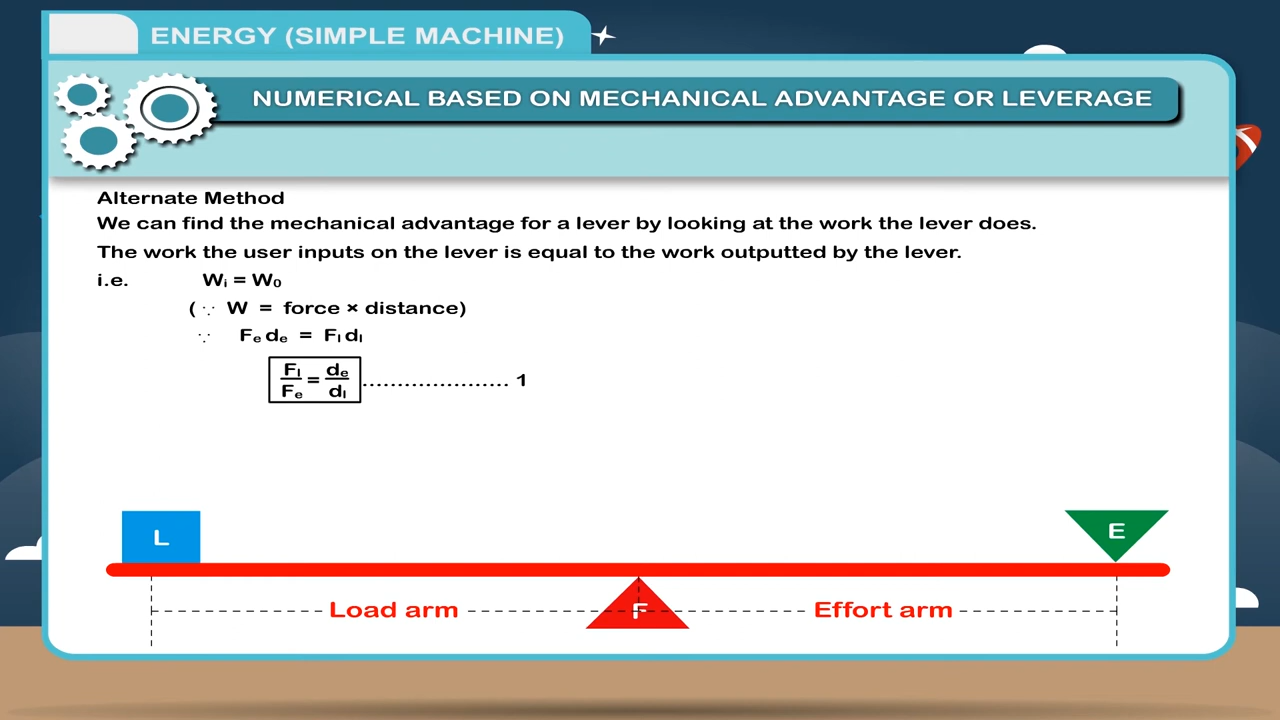 ENERGY (SIMPLE MACHINE)
NUMERICAL BASED ON MECHANICAL ADVANTAGE OR LEVERAGE
Alternate Method
We can find the mechanical advantage for a lever by looking at the work the lever does.
The work the user inputs on the lever is equal to the work outputted by the lever.
i.e. Wᵢ = W₀
( ∵ W = force × distance)
∵ Fₑ dₑ = Fₗ dₗ
Fₗ/Fₑ = dₑ/dₗ ..................... 1
L
E
Load arm
F
Effort arm